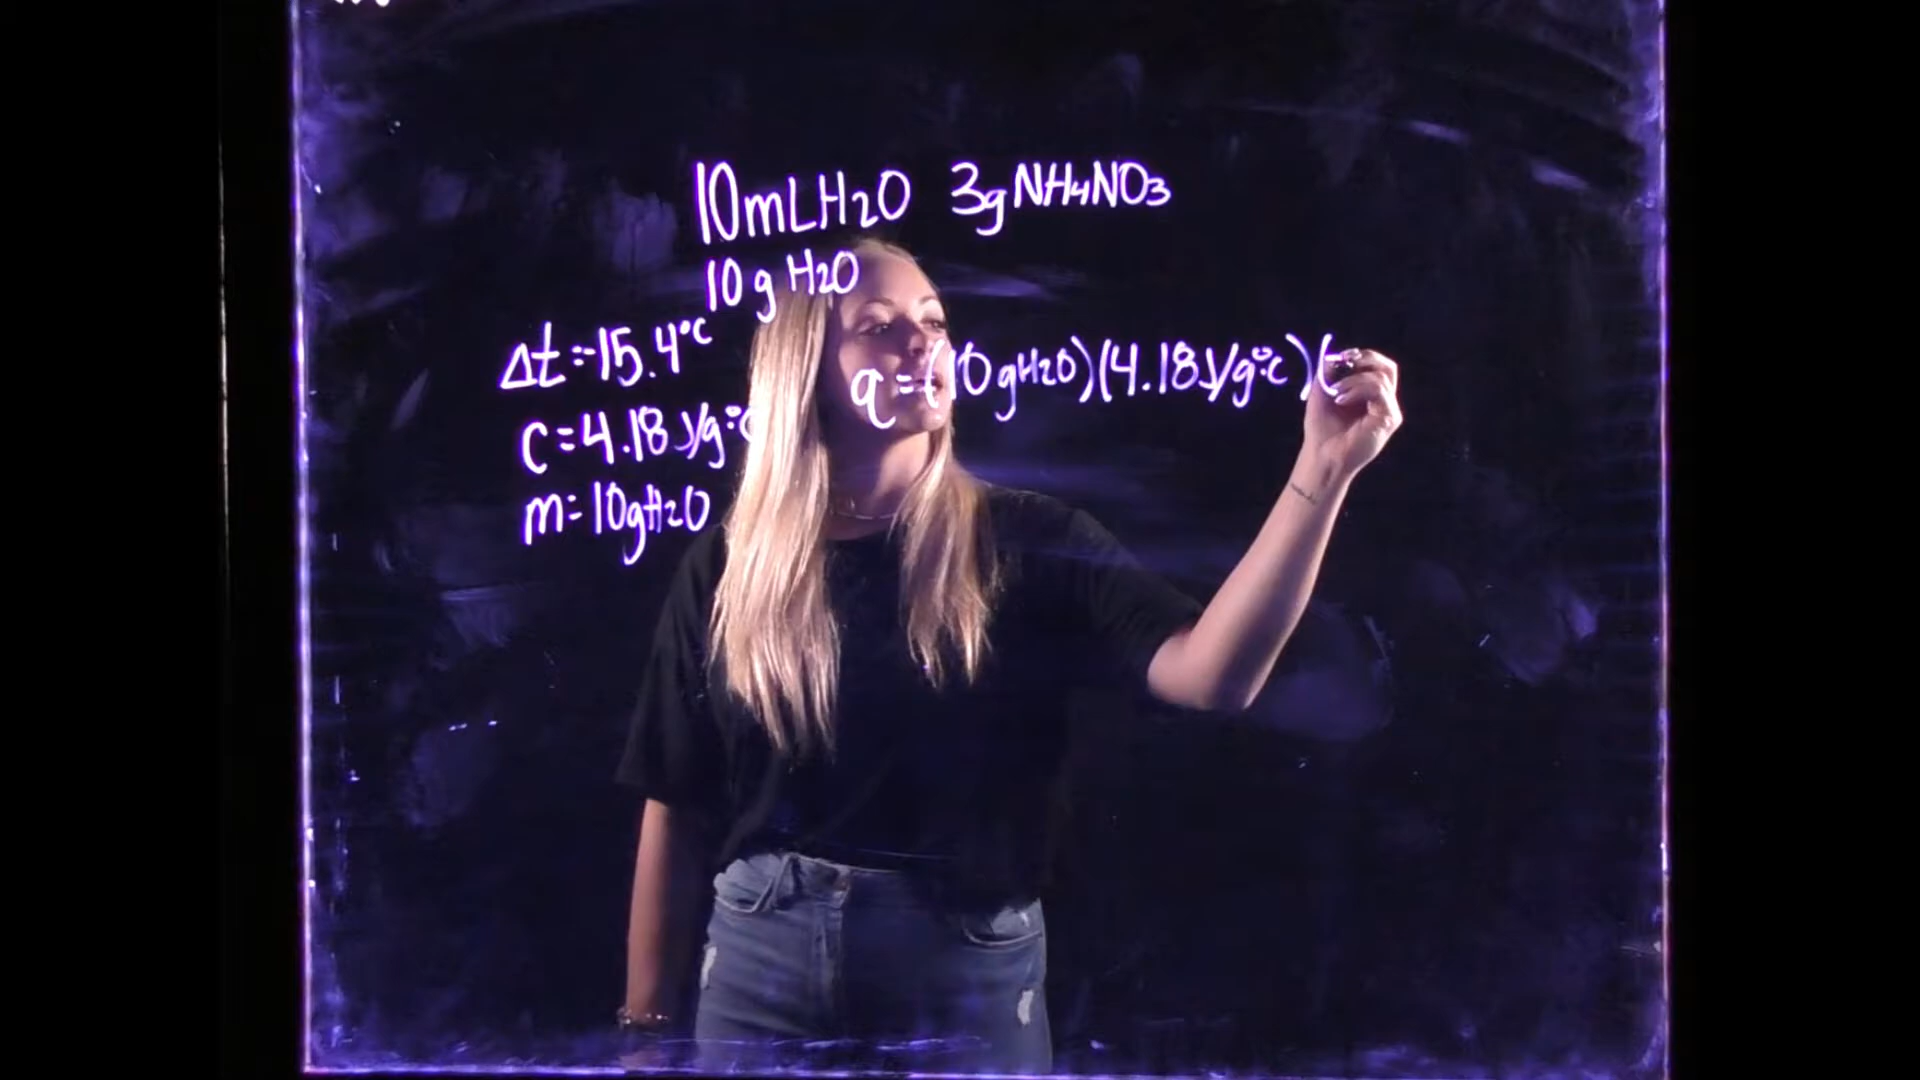 10mLH2O 3gNH4NO3
10g H2O
Δt=-15.4°C
q=(10gH2O)(4.18J/g°C)(-
C=4.18J/g°C
m=10gH2O